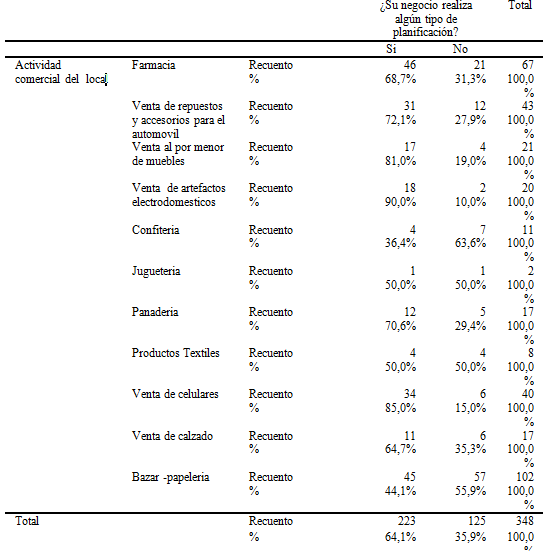 ¿Su negocio realiza Total
algún tipo de
planificación?
Si No
Actividad Farmacia Recuento 46 21 67
comercial del local % 68,7% 31,3% 100,0
%
Venta de repuestos Recuento 31 12 43
y accesorios para el % 72,1% 27,9% 100,0
automovil %
Venta al por menor Recuento 17 4 21
de muebles % 81,0% 19,0% 100,0
%
Venta de artefactos Recuento 18 2 20
electrodomesticos % 90,0% 10,0% 100,0
%
Confiteria Recuento 4 7 11
% 36,4% 63,6% 100,0
%
Jugueteria Recuento 1 1 2
% 50,0% 50,0% 100,0
%
Panaderia Recuento 12 5 17
% 70,6% 29,4% 100,0
%
Productos Textiles Recuento 4 4 8
% 50,0% 50,0% 100,0
%
Venta de celulares Recuento 34 6 40
% 85,0% 15,0% 100,0
%
Venta de calzado Recuento 11 6 17
% 64,7% 35,3% 100,0
%
Bazar -papeleria Recuento 45 57 102
% 44,1% 55,9% 100,0
%
Total Recuento 223 125 348
% 64,1% 35,9% 100,0
%